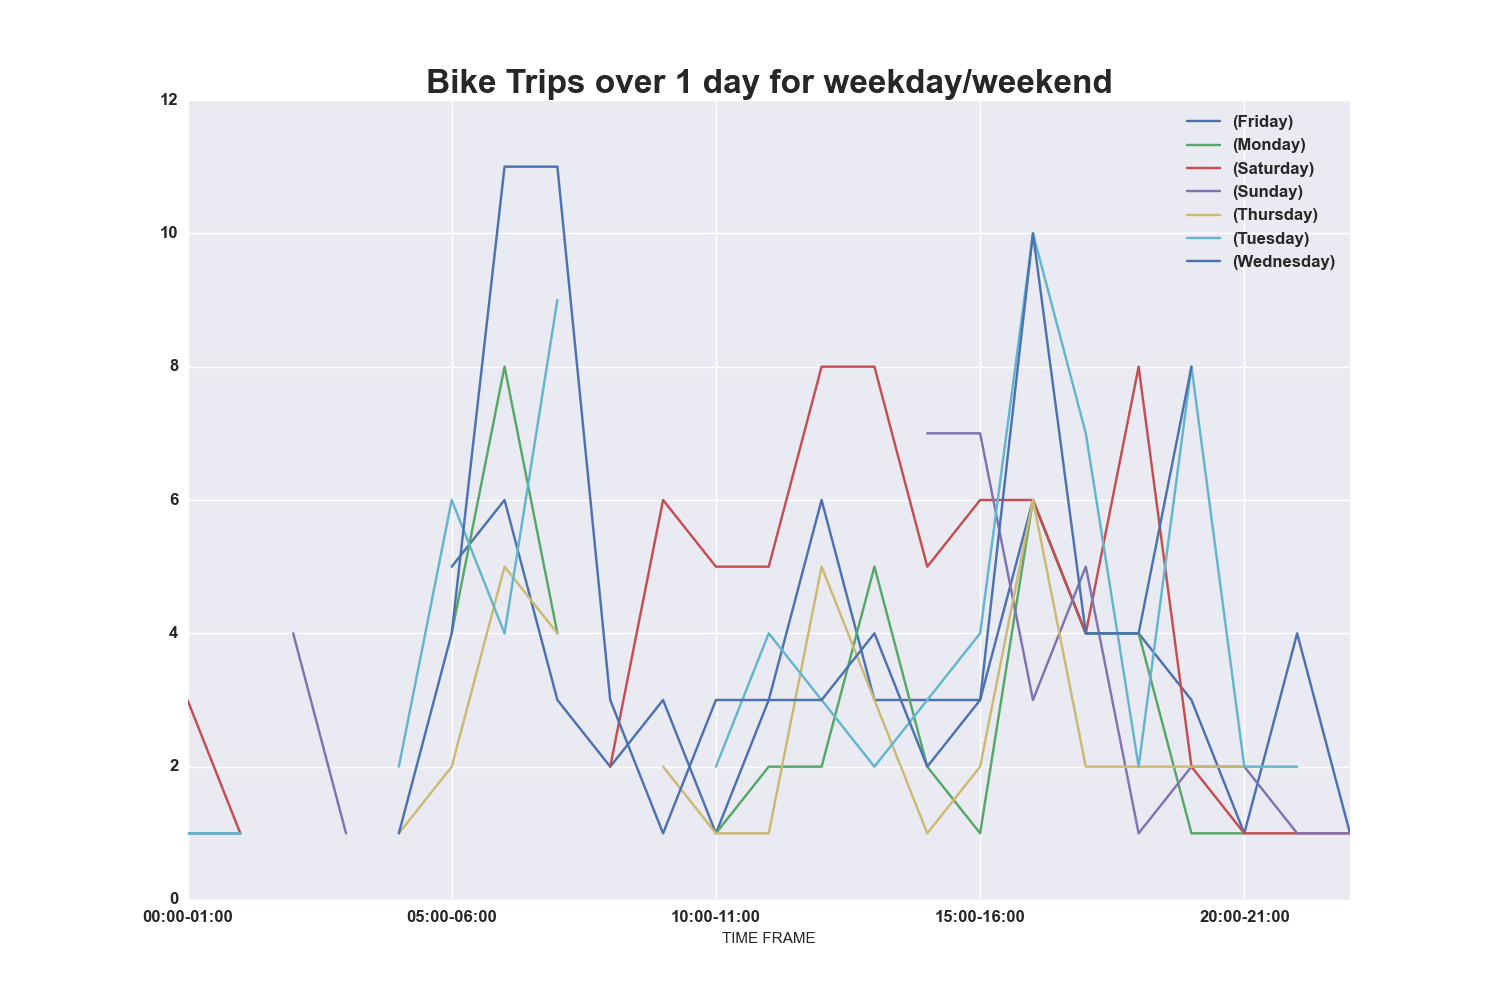 Bike Trips over 1 day for weekday/weekend
12
10
8
6
4
2
0
(Friday)
(Monday)
(Saturday)
(Sunday)
(Thursday)
(Tuesday)
(Wednesday)
00:00-01:00 05:00-06:00 10:00-11:00 15:00-16:00 20:00-21:00
TIME FRAME